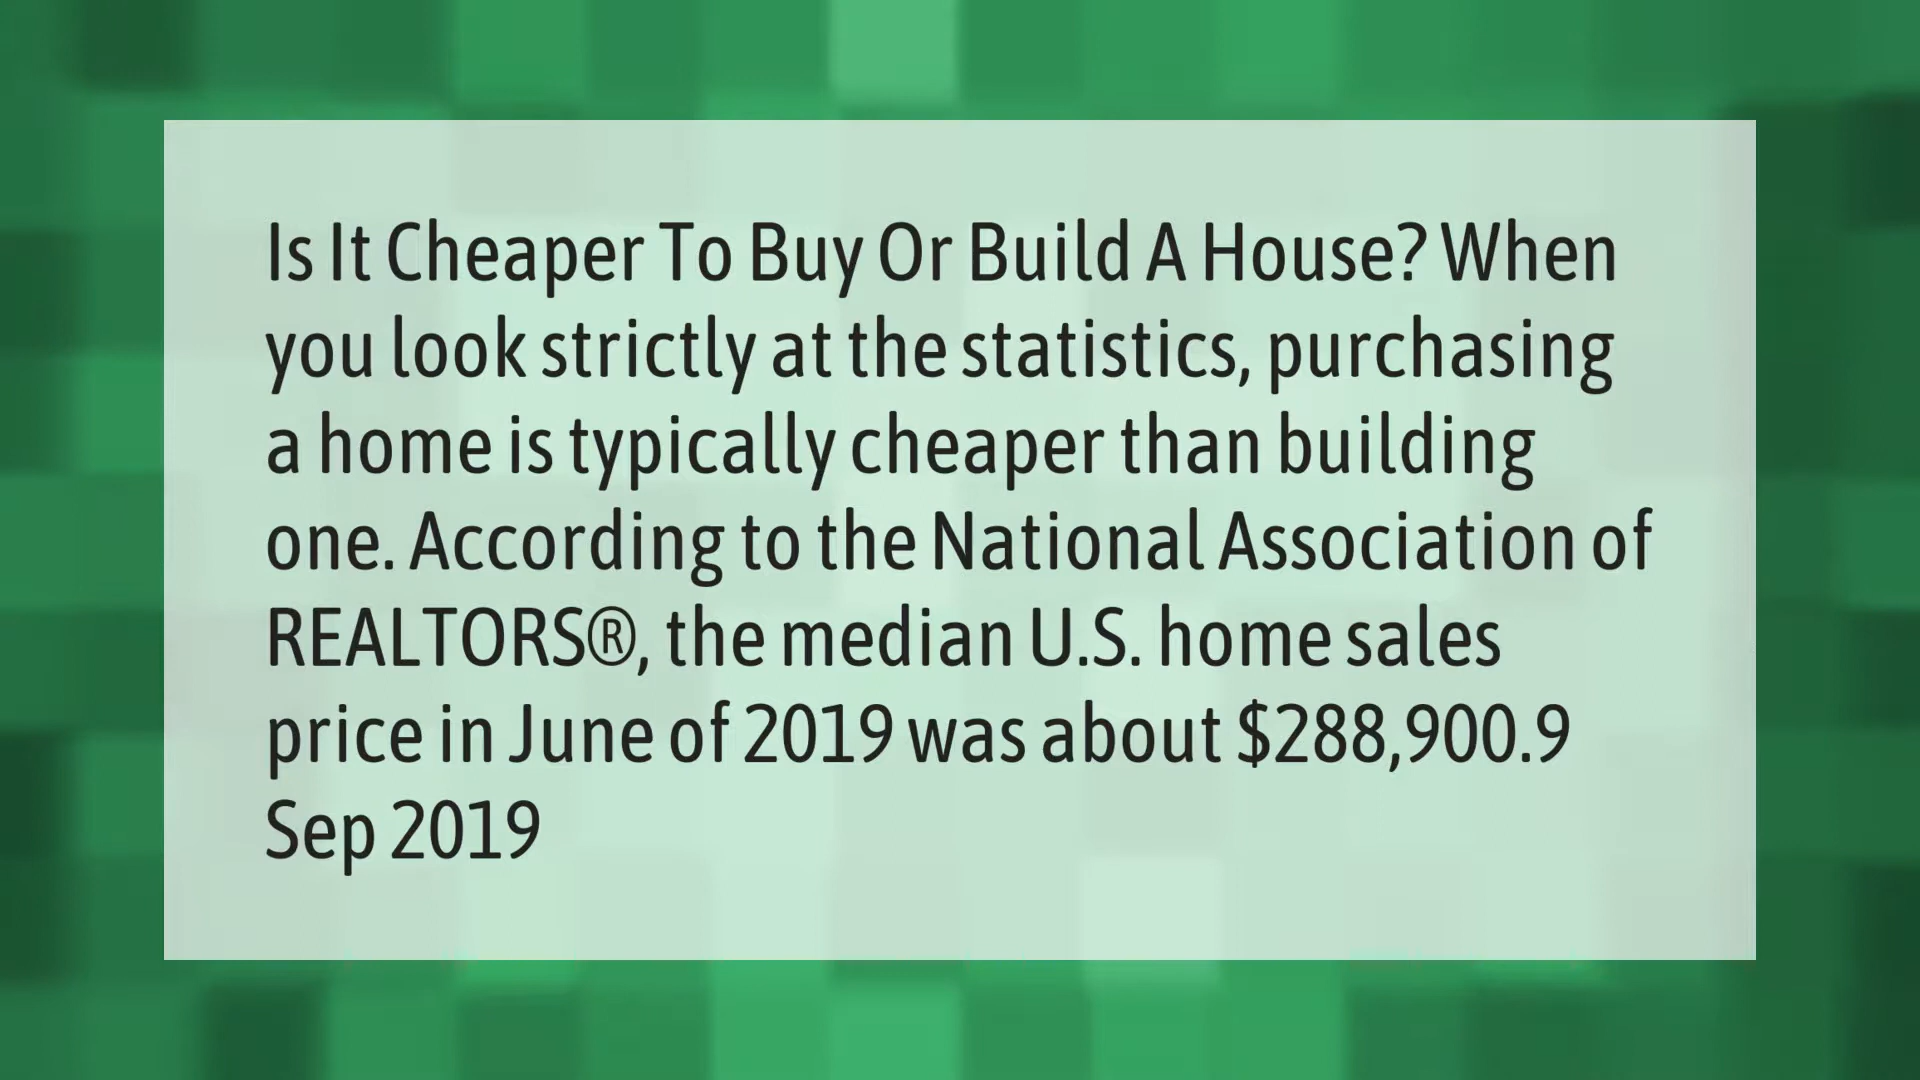 Is It Cheaper To Buy Or Build A House? When
you look strictly at the statistics, purchasing
a home is typically cheaper than building
one. According to the National Association of
REALTORS®, the median U.S. home sales
price in June of 2019 was about $288,900.9
Sep 2019